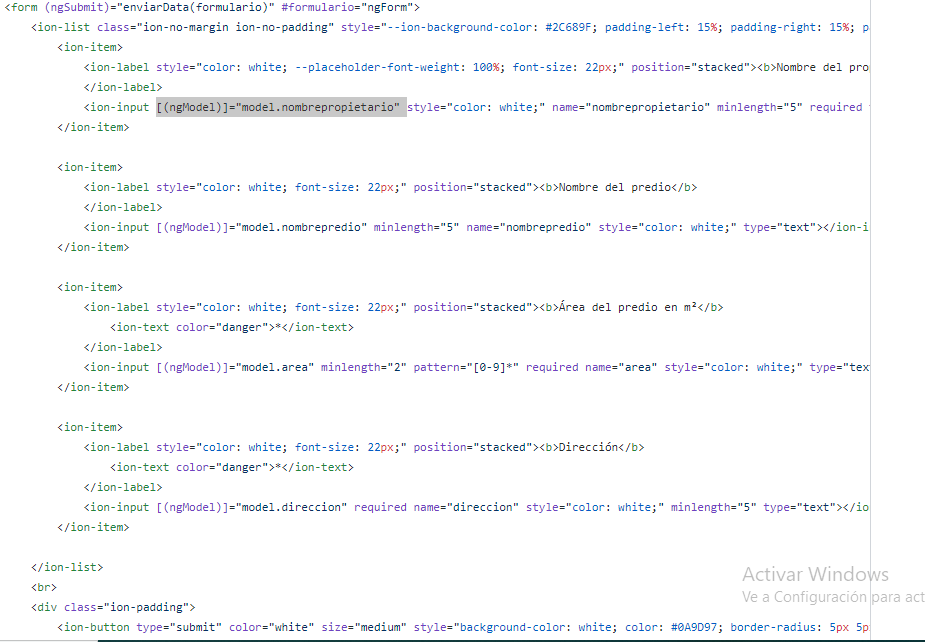 <form (ngSubmit)="enviarData(formulario)" #formulario="ngForm">
<ion-list class="ion-no-margin ion-no-padding" style="--ion-background-color: #2C689F; padding-left: 15%; padding-right: 15%; p
<ion-item>
<ion-label style="color: white; --placeholder-font-weight: 100%; font-size: 22px;" position="stacked"><b>Nombre del pro
</ion-label>
<ion-input [(ngModel)]="model.nombrepropietario" style="color: white;" name="nombrepropietario" minlength="5" required
</ion-item>
<ion-item>
<ion-label style="color: white; font-size: 22px;" position="stacked"><b>Nombre del predio</b>
</ion-label>
<ion-input [(ngModel)]="model.nombrepredio" minlength="5" name="nombrepredio" style="color: white;" type="text"></ion-i
</ion-item>
<ion-item>
<ion-label style="color: white; font-size: 22px;" position="stacked"><b>Área del predio en m²</b>
<ion-text color="danger">*</ion-text>
</ion-label>
<ion-input [(ngModel)]="model.area" minlength="2" pattern="[0-9]*" required name="area" style="color: white;" type="tex
</ion-item>
<ion-item>
<ion-label style="color: white; font-size: 22px;" position="stacked"><b>Dirección</b>
<ion-text color="danger">*</ion-text>
</ion-label>
<ion-input [(ngModel)]="model.direccion" required name="direccion" style="color: white;" minlength="5" type="text"></io
</ion-item>
</ion-list>
Activar Windows
<br>
Ve a Configuración para act
<div class="ion-padding">
<ion-button type="submit" color="white" size="medium" style="background-color: white; color: #0A9D97; border-radius: 5px 5p